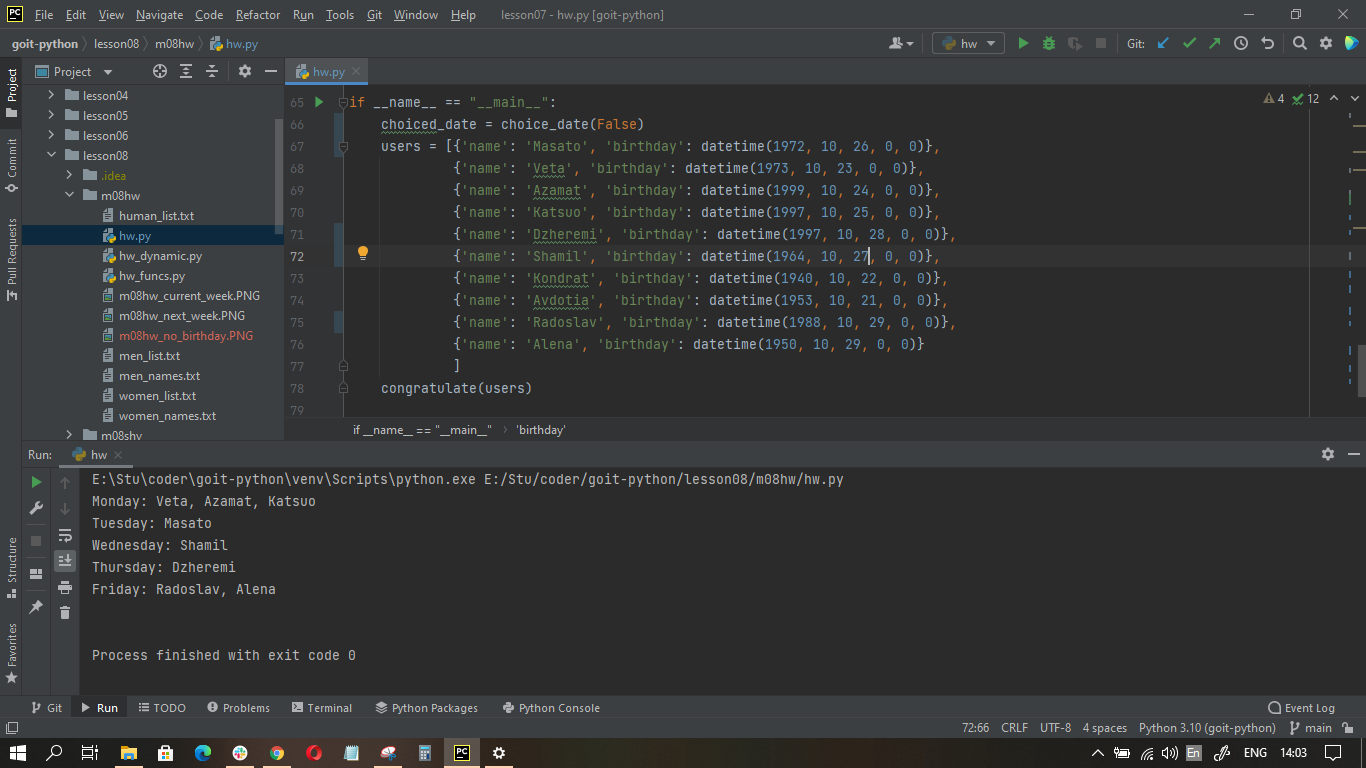 File Edit View Navigate Code Refactor Run Tools Git Window Help lesson07 - hw.py [goit-python]
goit-python lesson08 m08hw hw.py hw Git:
Project
hw.py
lesson04
lesson05
lesson06
lesson08
.idea
m08hw
human_list.txt
hw.py
hw_dynamic.py
hw_funcs.py
m08hw_current_week.PNG
m08hw_next_week.PNG
m08hw_no_birthday.PNG
men_list.txt
men_names.txt
women_list.txt
women_names.txt
m08shv
Project
Commit
Pull Requests
Structure
Favorites
4 12
65 if __name__ == "__main__":
66 choiced_date = choice_date(False)
67 users = [{'name': 'Masato', 'birthday': datetime(1972, 10, 26, 0, 0)},
68 {'name': 'Veta', 'birthday': datetime(1973, 10, 23, 0, 0)},
69 {'name': 'Azamat', 'birthday': datetime(1999, 10, 24, 0, 0)},
70 {'name': 'Katsuo', 'birthday': datetime(1997, 10, 25, 0, 0)},
71 {'name': 'Dzheremi', 'birthday': datetime(1997, 10, 28, 0, 0)},
72 {'name': 'Shamil', 'birthday': datetime(1964, 10, 27, 0, 0)},
73 {'name': 'Kondrat', 'birthday': datetime(1940, 10, 22, 0, 0)},
74 {'name': 'Avdotia', 'birthday': datetime(1953, 10, 21, 0, 0)},
75 {'name': 'Radoslav', 'birthday': datetime(1988, 10, 29, 0, 0)},
76 {'name': 'Alena', 'birthday': datetime(1950, 10, 29, 0, 0)}
77 ]
78 congratulate(users)
79
if __name__ == "__main__" 'birthday'
Run: hw
E:\Stu\coder\goit-python\venv\Scripts\python.exe E:/Stu/coder/goit-python/lesson08/m08hw/hw.py
Monday: Veta, Azamat, Katsuo
Tuesday: Masato
Wednesday: Shamil
Thursday: Dzheremi
Friday: Radoslav, Alena
Process finished with exit code 0
Git Run TODO Problems Terminal Python Packages Python Console Event Log
72:66 CRLF UTF-8 4 spaces Python 3.10 (goit-python) main
En ENG 14:03